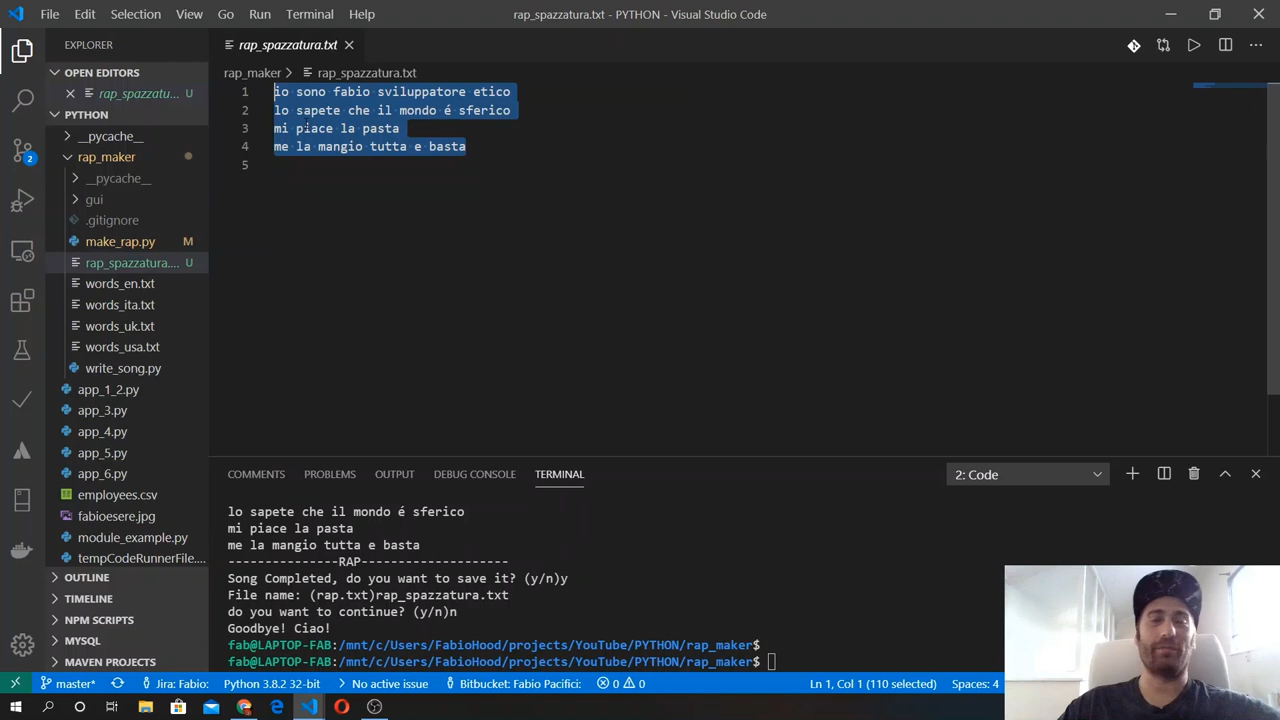 File Edit Selection View Go Run Terminal Help
rap_spazzatura.txt - PYTHON - Visual Studio Code
EXPLORER
OPEN EDITORS
rap_spazzatu... U
PYTHON
__pycache__
rap_maker
__pycache__
gui
.gitignore
make_rap.py M
rap_spazzatura.... U
words_en.txt
words_ita.txt
words_uk.txt
words_usa.txt
write_song.py
app_1_2.py
app_3.py
app_4.py
app_5.py
app_6.py
employees.csv
fabioesere.jpg
module_example.py
tempCodeRunnerFile....
OUTLINE
TIMELINE
NPM SCRIPTS
MYSQL
MAVEN PROJECTS
2
rap_spazzatura.txt
rap_maker > rap_spazzatura.txt
1 io sono fabio sviluppatore etico
2 lo sapete che il mondo é sferico
3 mi piace la pasta
4 me la mangio tutta e basta
5
COMMENTS PROBLEMS OUTPUT DEBUG CONSOLE TERMINAL 2: Code
lo sapete che il mondo é sferico
mi piace la pasta
me la mangio tutta e basta
---------------RAP--------------------
Song Completed, do you want to save it? (y/n)y
File name: (rap.txt)rap_spazzatura.txt
do you want to continue? (y/n)n
Goodbye! Ciao!
fab@LAPTOP-FAB:/mnt/c/Users/FabioHood/projects/YouTube/PYTHON/rap_maker$
fab@LAPTOP-FAB:/mnt/c/Users/FabioHood/projects/YouTube/PYTHON/rap_maker$
master* Jira: Fabio: Python 3.8.2 32-bit No active issue Bitbucket: Fabio Pacifici: 0 0 Ln 1, Col 1 (110 selected) Spaces: 4